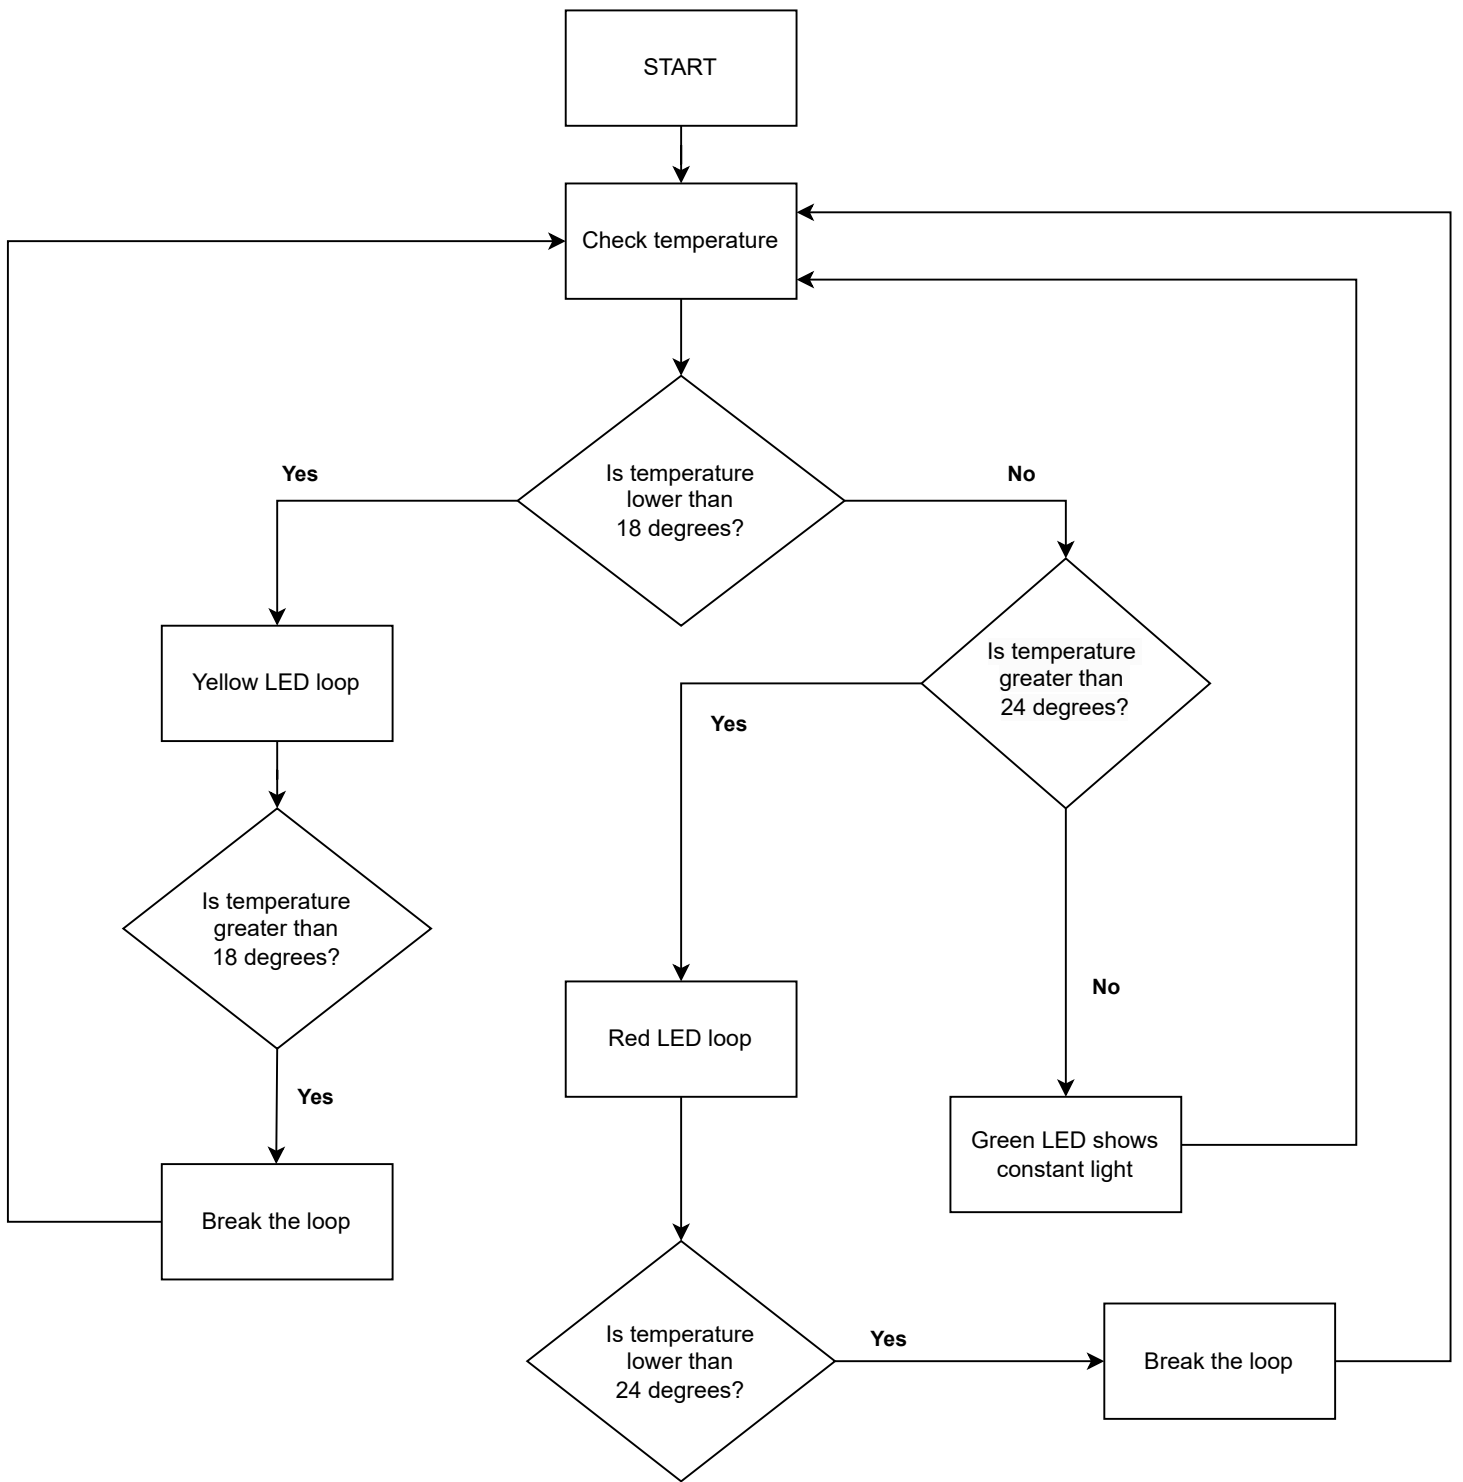 START
Check temperature
Yes
Is temperature
lower than
18 degrees?
No
Is temperature
greater than
24 degrees?
Yellow LED loop
Yes
Is temperature
greater than
18 degrees?
No
Red LED loop
Yes
Green LED shows
constant light
Break the loop
Is temperature
lower than
24 degrees?
Yes
Break the loop